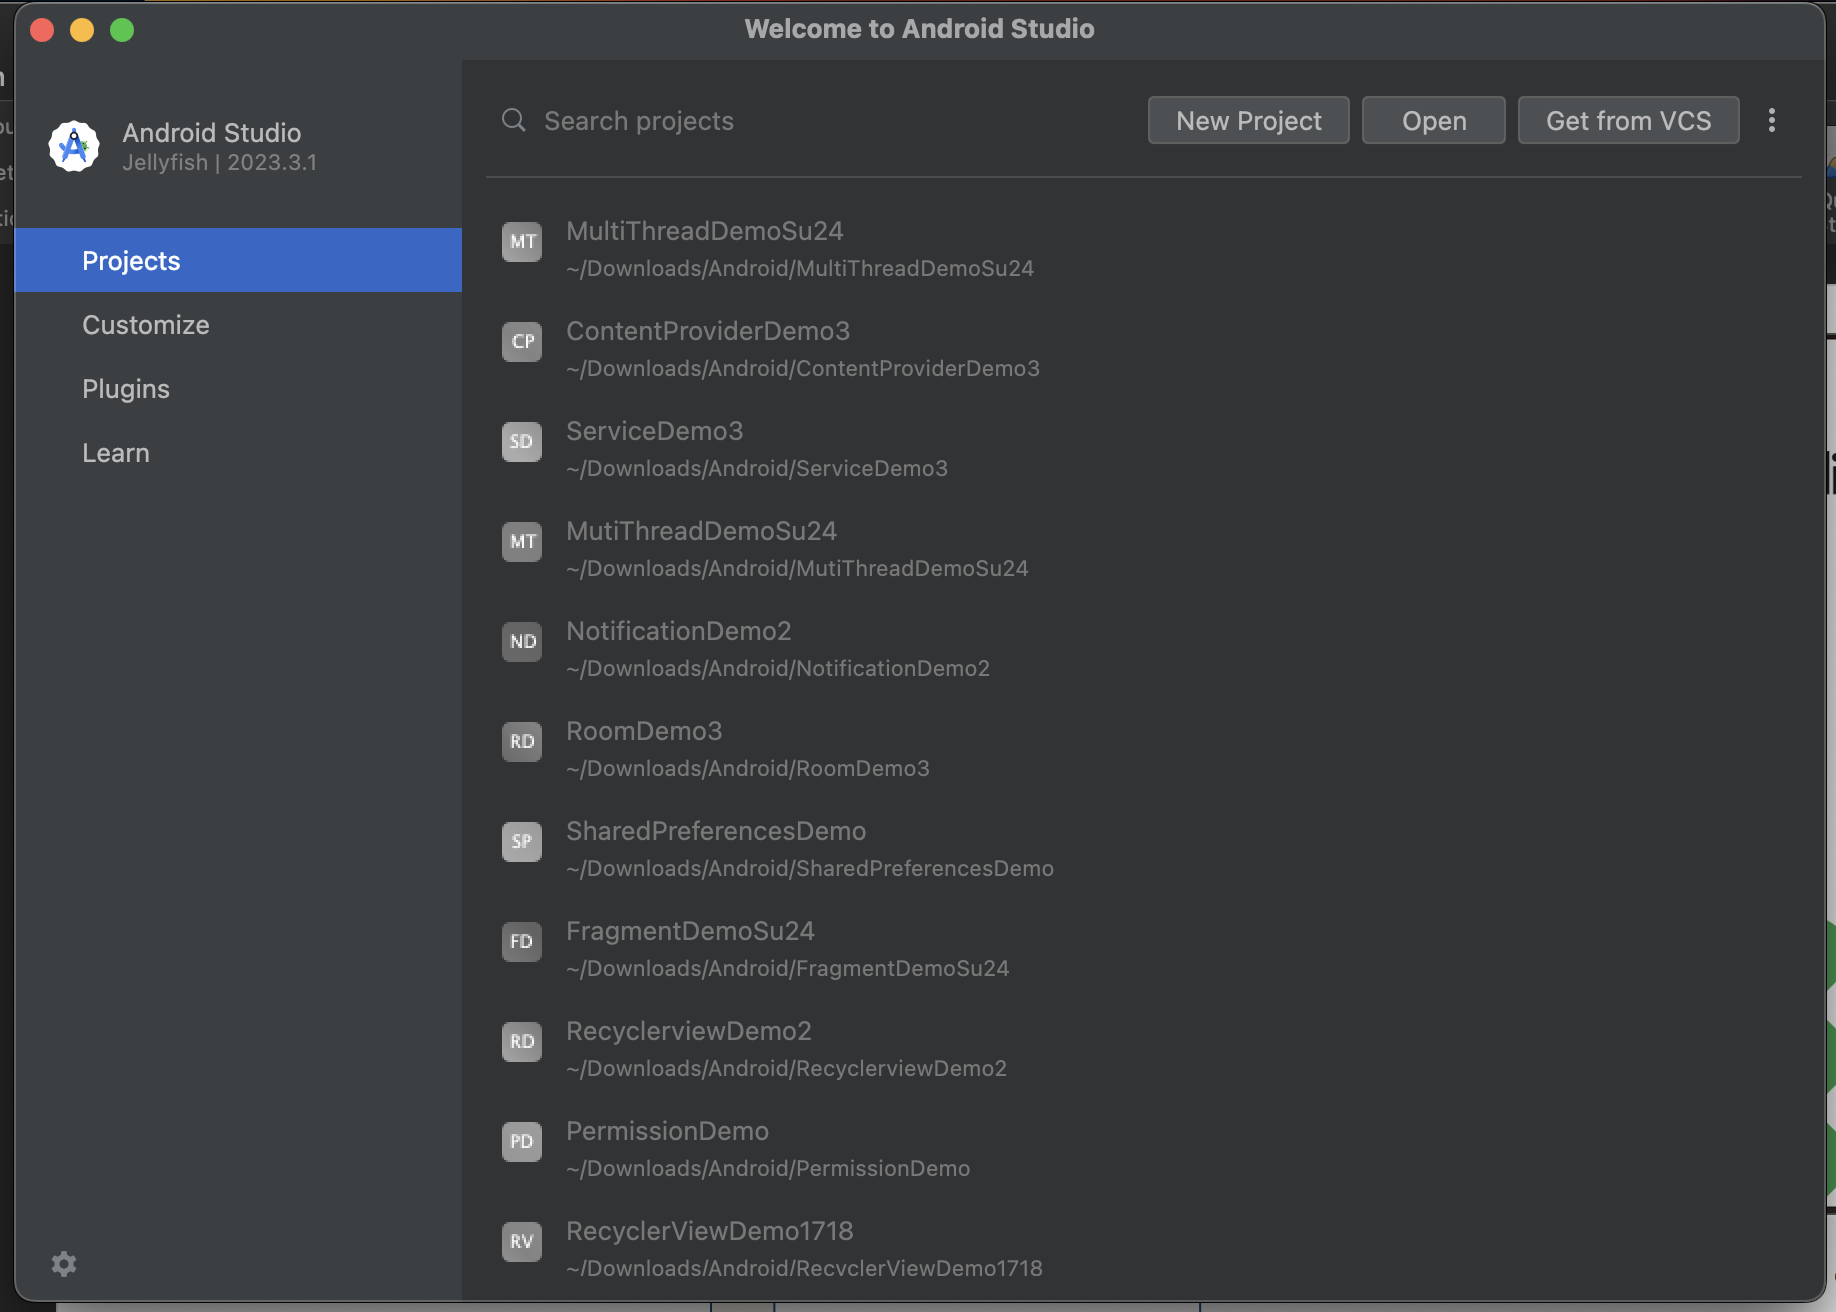 Welcome to Android Studio
Android Studio
Jellyfish | 2023.3.1
Projects
Customize
Plugins
Learn
Search projects
New Project
Open
Get from VCS
MT
MultiThreadDemoSu24
~/Downloads/Android/MultiThreadDemoSu24
CP
ContentProviderDemo3
~/Downloads/Android/ContentProviderDemo3
SD
ServiceDemo3
~/Downloads/Android/ServiceDemo3
MT
MutiThreadDemoSu24
~/Downloads/Android/MutiThreadDemoSu24
ND
NotificationDemo2
~/Downloads/Android/NotificationDemo2
RD
RoomDemo3
~/Downloads/Android/RoomDemo3
SP
SharedPreferencesDemo
~/Downloads/Android/SharedPreferencesDemo
FD
FragmentDemoSu24
~/Downloads/Android/FragmentDemoSu24
RD
RecyclerviewDemo2
~/Downloads/Android/RecyclerviewDemo2
PD
PermissionDemo
~/Downloads/Android/PermissionDemo
RV
RecyclerViewDemo1718
~/Downloads/Android/RecyclerViewDemo1718